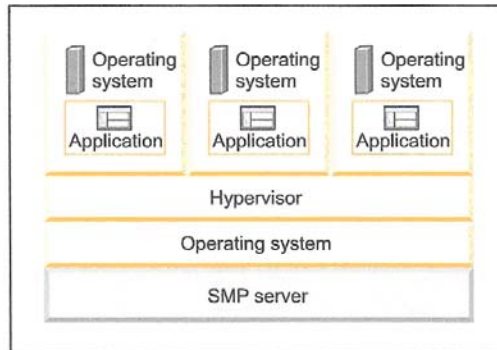 Operating system
Application
Operating system
Application
Operating system
Application
Hypervisor
Operating system
SMP server